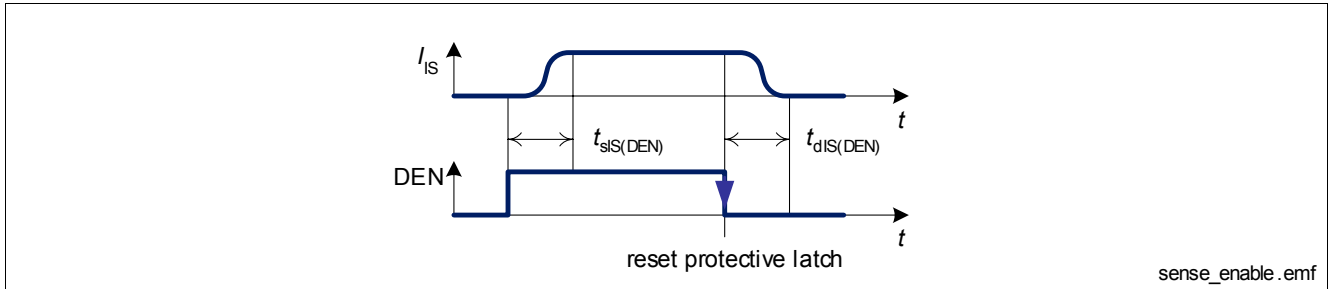 IIS
t
tsIS(DEN)
tdIS(DEN)
DEN
t
reset protective latch
sense_enable.emf